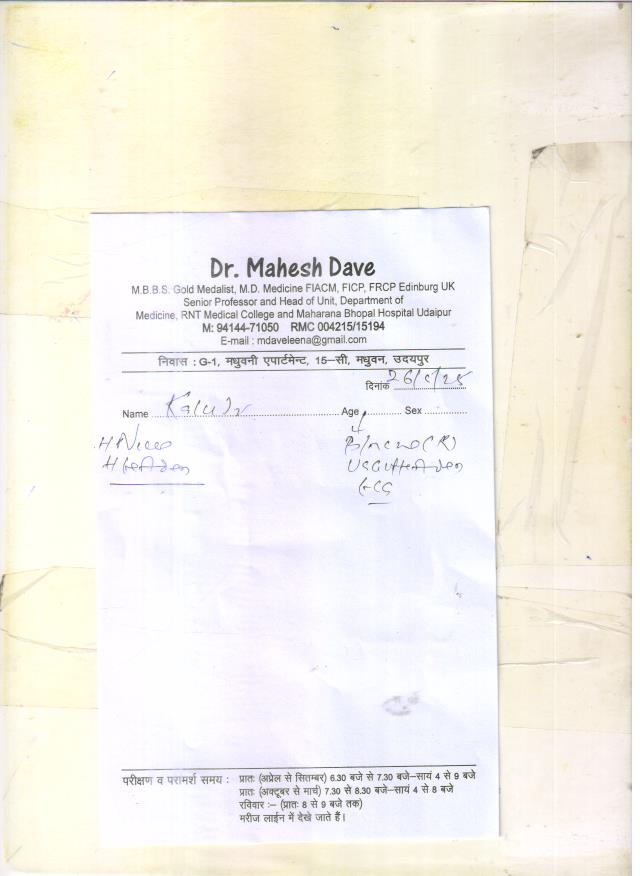 Dr. Mahesh Dave
M.B.B.S. Gold Medalist, M.D. Medicine FIACM, FICP, FRCP Edinburg UK
Senior Professor and Head of Unit, Department of
Medicine, RNT Medical College and Maharana Bhopal Hospital Udaipur
M: 94144-71050 RMC 004215/15194
E-mail : mdaveleena@gmail.com
निवास : G-1, मधुवनी एपार्टमेन्ट, 15–सी, मधुवन, उदयपुर
दिनांक
Name Age Sex
परीक्षण व परामर्श समय : प्रातः (अप्रेल से सितम्बर) 6.30 बजे से 7.30 बजे–सायं 4 से 9 बजे
प्रातः (अक्टूबर से मार्च) 7.30 से 8.30 बजे–सायं 4 से 8 बजे
रविवार :– (प्रातः 8 से 9 बजे तक)
मरीज लाईन में देखे जाते हैं।